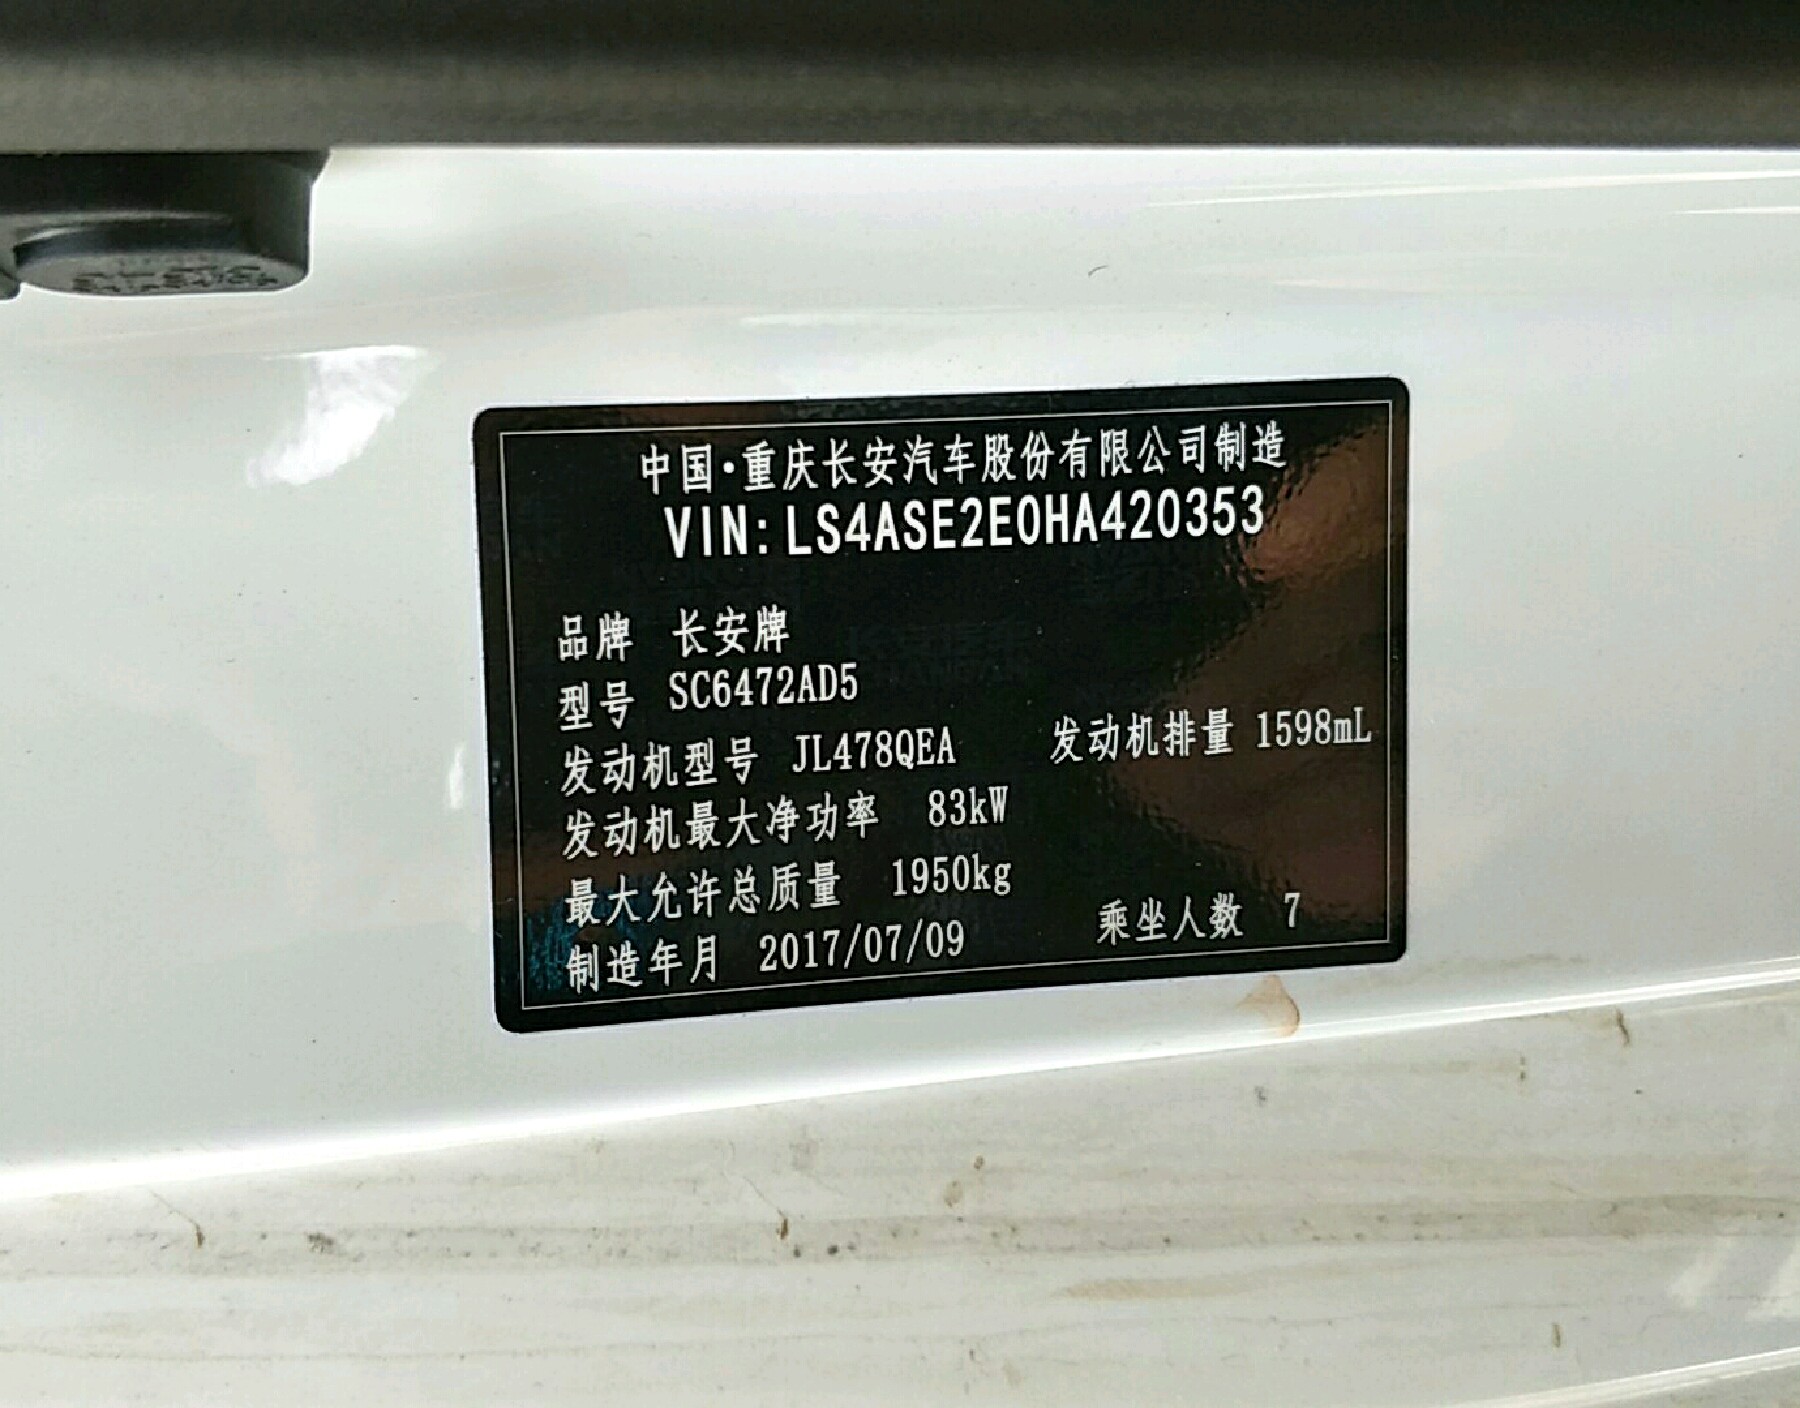 中国·重庆长安汽车股份有限公司制造
VIN:LS4ASE2E0HA420353
品牌 长安牌
型号 SC6472AD5
发动机型号 JL478QEA 发动机排量 1598mL
发动机最大净功率 83kW
最大允许总质量 1950kg
制造年月 2017/07/09 乘坐人数 7